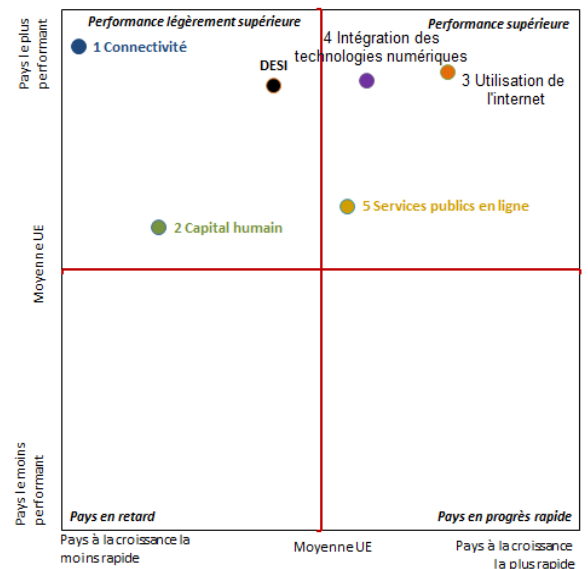 Performance légèrement supérieure
Performance supérieure
Pays le plus
performant
1 Connectivité
4 Intégration des
technologies numériques
DESI
3 Utilisation de
l'internet
5 Services publics en ligne
2 Capital humain
Moyenne UE
Pays le moins
performant
Pays en retard
Pays en progrès rapide
Pays à la croissance la
moins rapide
Moyenne UE
Pays à la croissance
la plus rapide